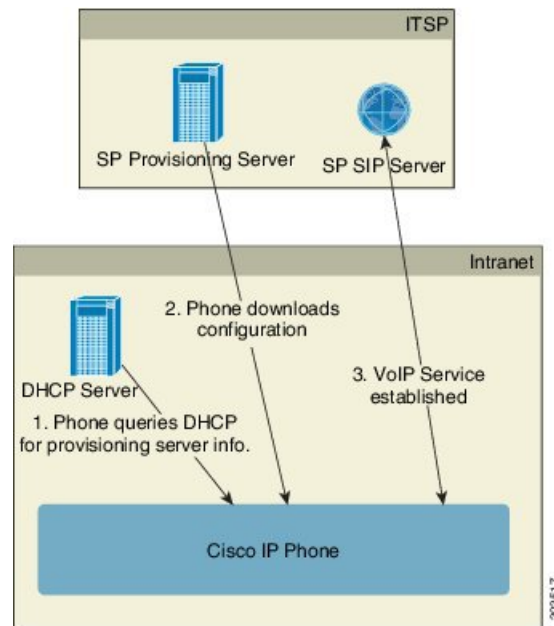 ITSP
SP Provisioning Server
SP SIP Server
Intranet
2. Phone downloads
configuration
DHCP Server
3. VoIP Service
established
1. Phone queries DHCP
for provisioning server info.
Cisco IP Phone